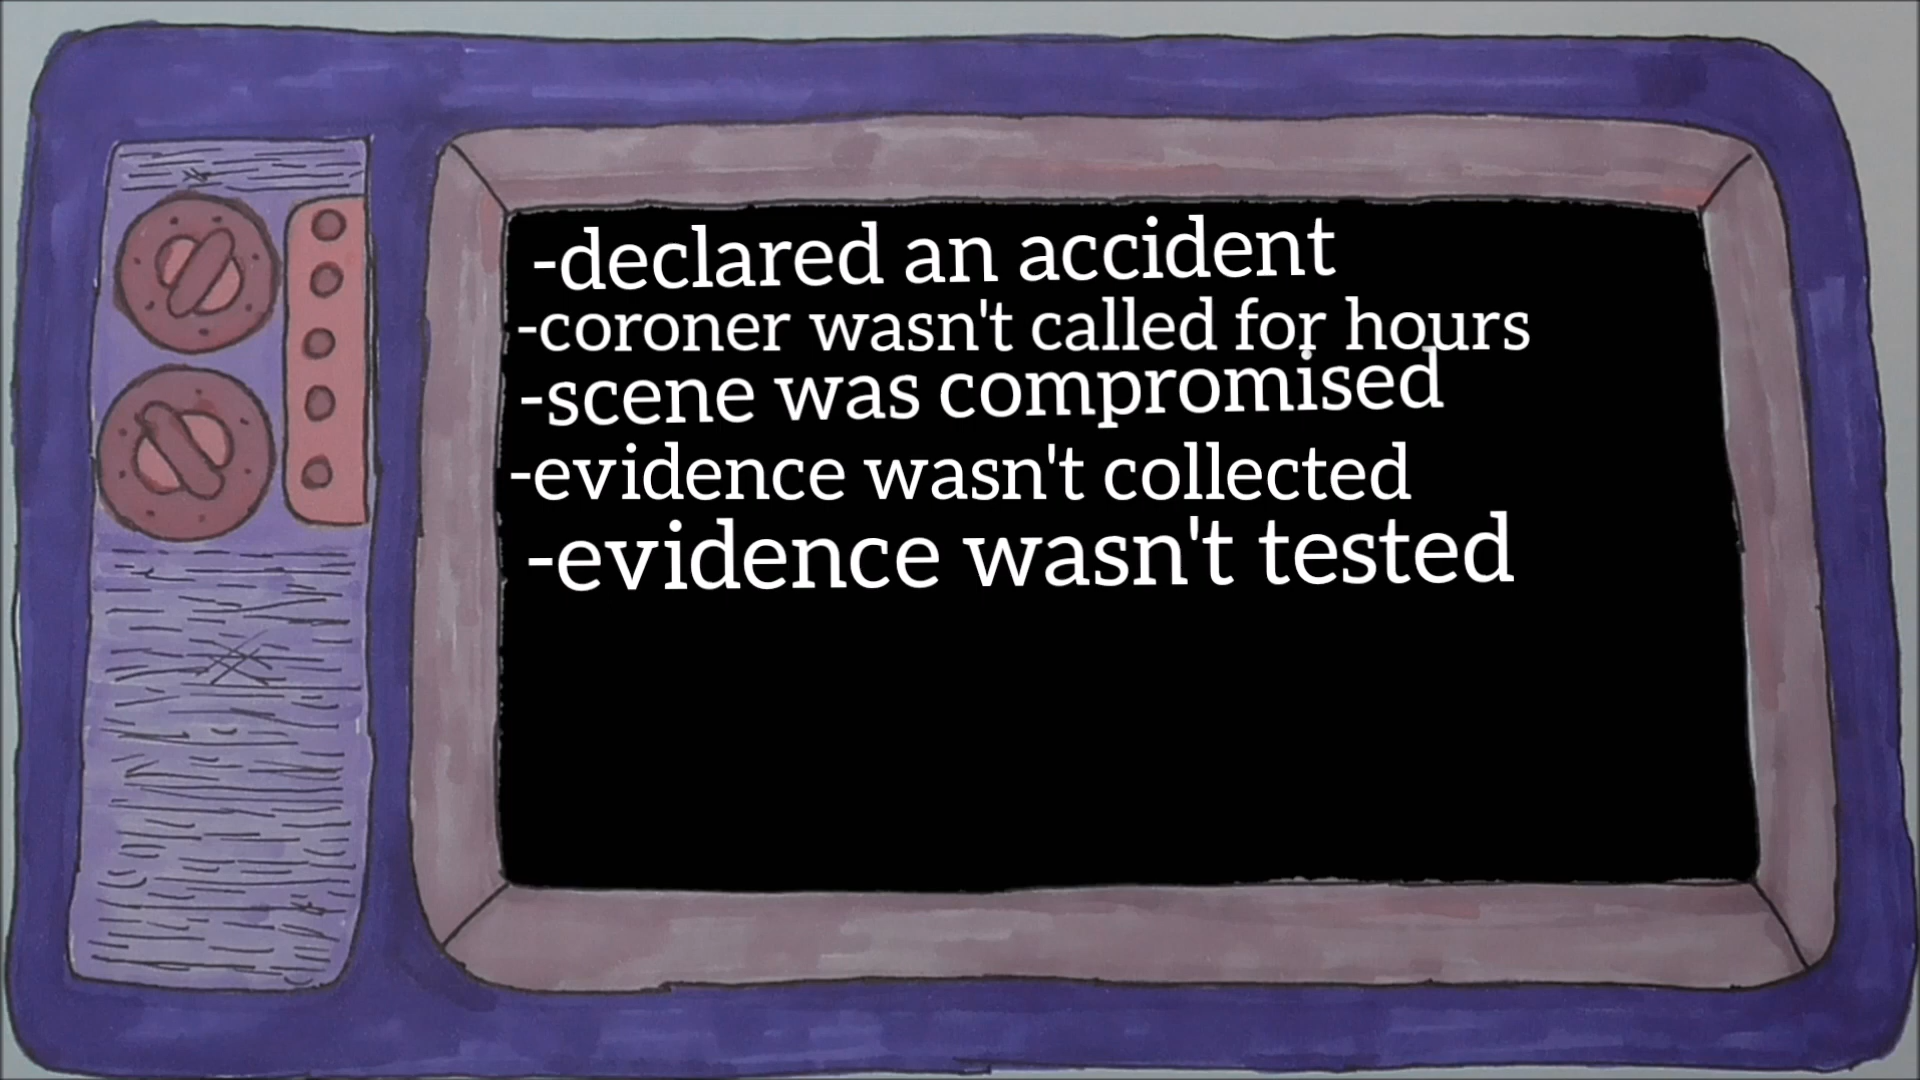 -declared an accident
-coroner wasn't called for hours
-scene was compromised
-evidence wasn't collected
-evidence wasn't tested